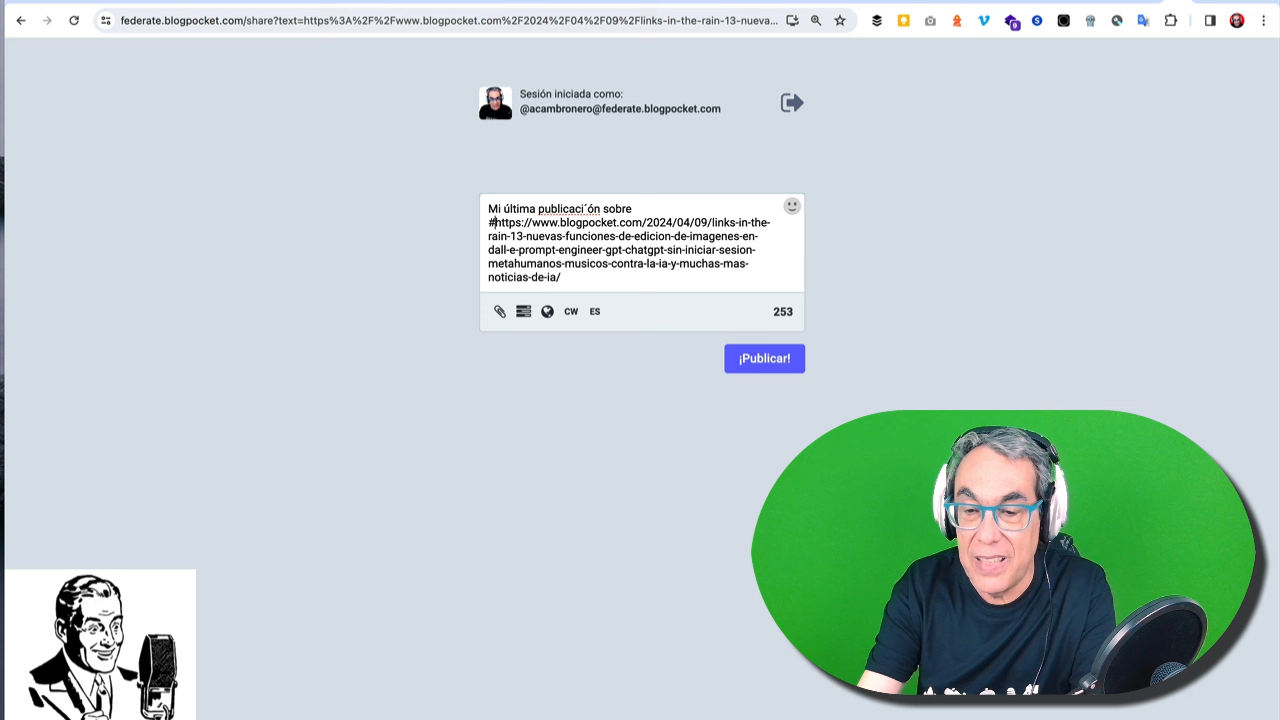 federate.blogpocket.com/share?text=https%3A%2F%2Fwww.blogpocket.com%2F2024%2F04%2F09%2Flinks-in-the-rain-13-nueva...
9
Sesión iniciada como:
@acambronero@federate.blogpocket.com
Mi última publicaci´ón sobre
#https://www.blogpocket.com/2024/04/09/links-in-the-
rain-13-nuevas-funciones-de-edicion-de-imagenes-en-
dall-e-prompt-engineer-gpt-chatgpt-sin-iniciar-sesion-
metahumanos-musicos-contra-la-ia-y-muchas-mas-
noticias-de-ia/
CW ES 253
¡Publicar!